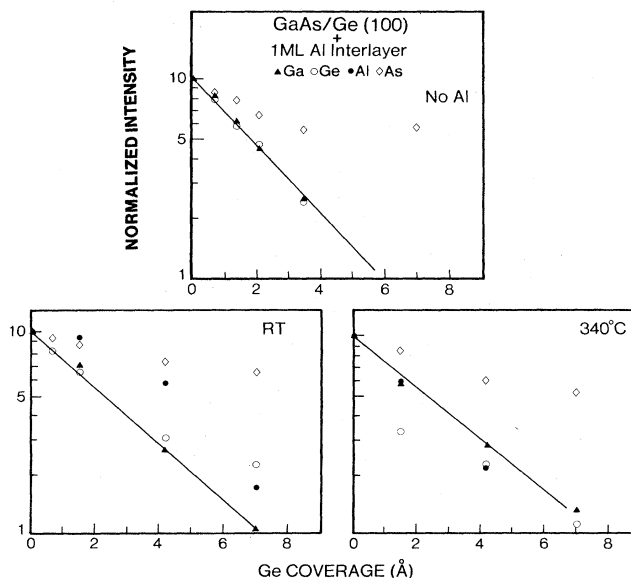 GaAs/Ge (100)
+
1ML Al Interlayer
▲Ga ○Ge ●Al ◇As
No Al
NORMALIZED INTENSITY
10
5
1
0 2 4 6 8
RT
10
5
1
0 2 4 6 8
340°C
0 2 4 6 8
Ge COVERAGE (Å)